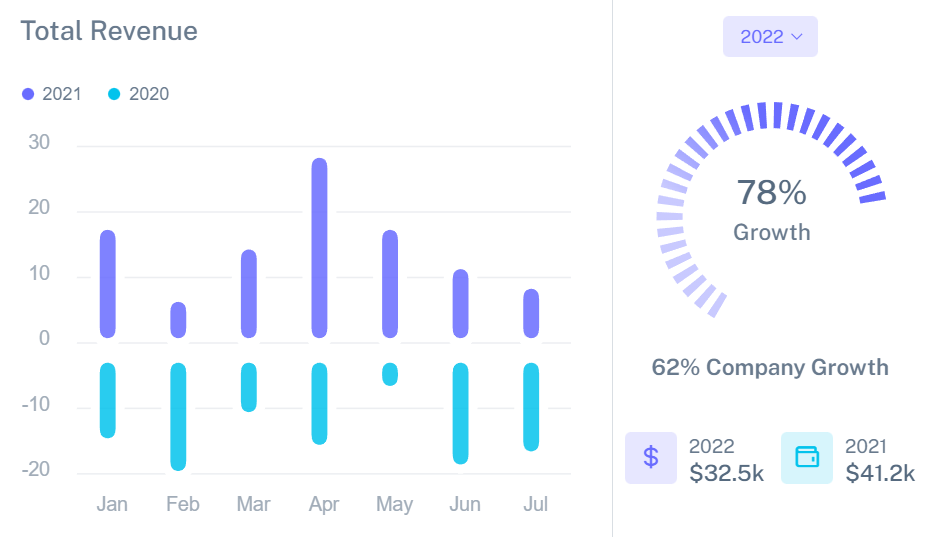 Total Revenue
2021 2020
30
20
10
0
-10
-20
Jan Feb Mar Apr May Jun Jul
2022
78%
Growth
62% Company Growth
2022
$32.5k
2021
$41.2k